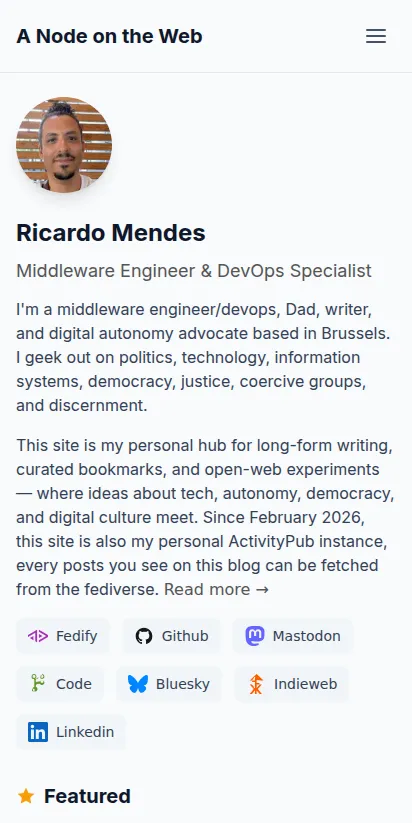 A Node on the Web
Ricardo Mendes
Middleware Engineer & DevOps Specialist
I'm a middleware engineer/devops, Dad, writer,
and digital autonomy advocate based in Brussels.
I geek out on politics, technology, information
systems, democracy, justice, coercive groups,
and discernment.
This site is my personal hub for long-form writing,
curated bookmarks, and open-web experiments
— where ideas about tech, autonomy, democracy,
and digital culture meet. Since February 2026,
this site is also my personal ActivityPub instance,
every posts you see on this blog can be fetched
from the fediverse. Read more →
Fedify Github Mastodon
Code Bluesky Indieweb
Linkedin
Featured